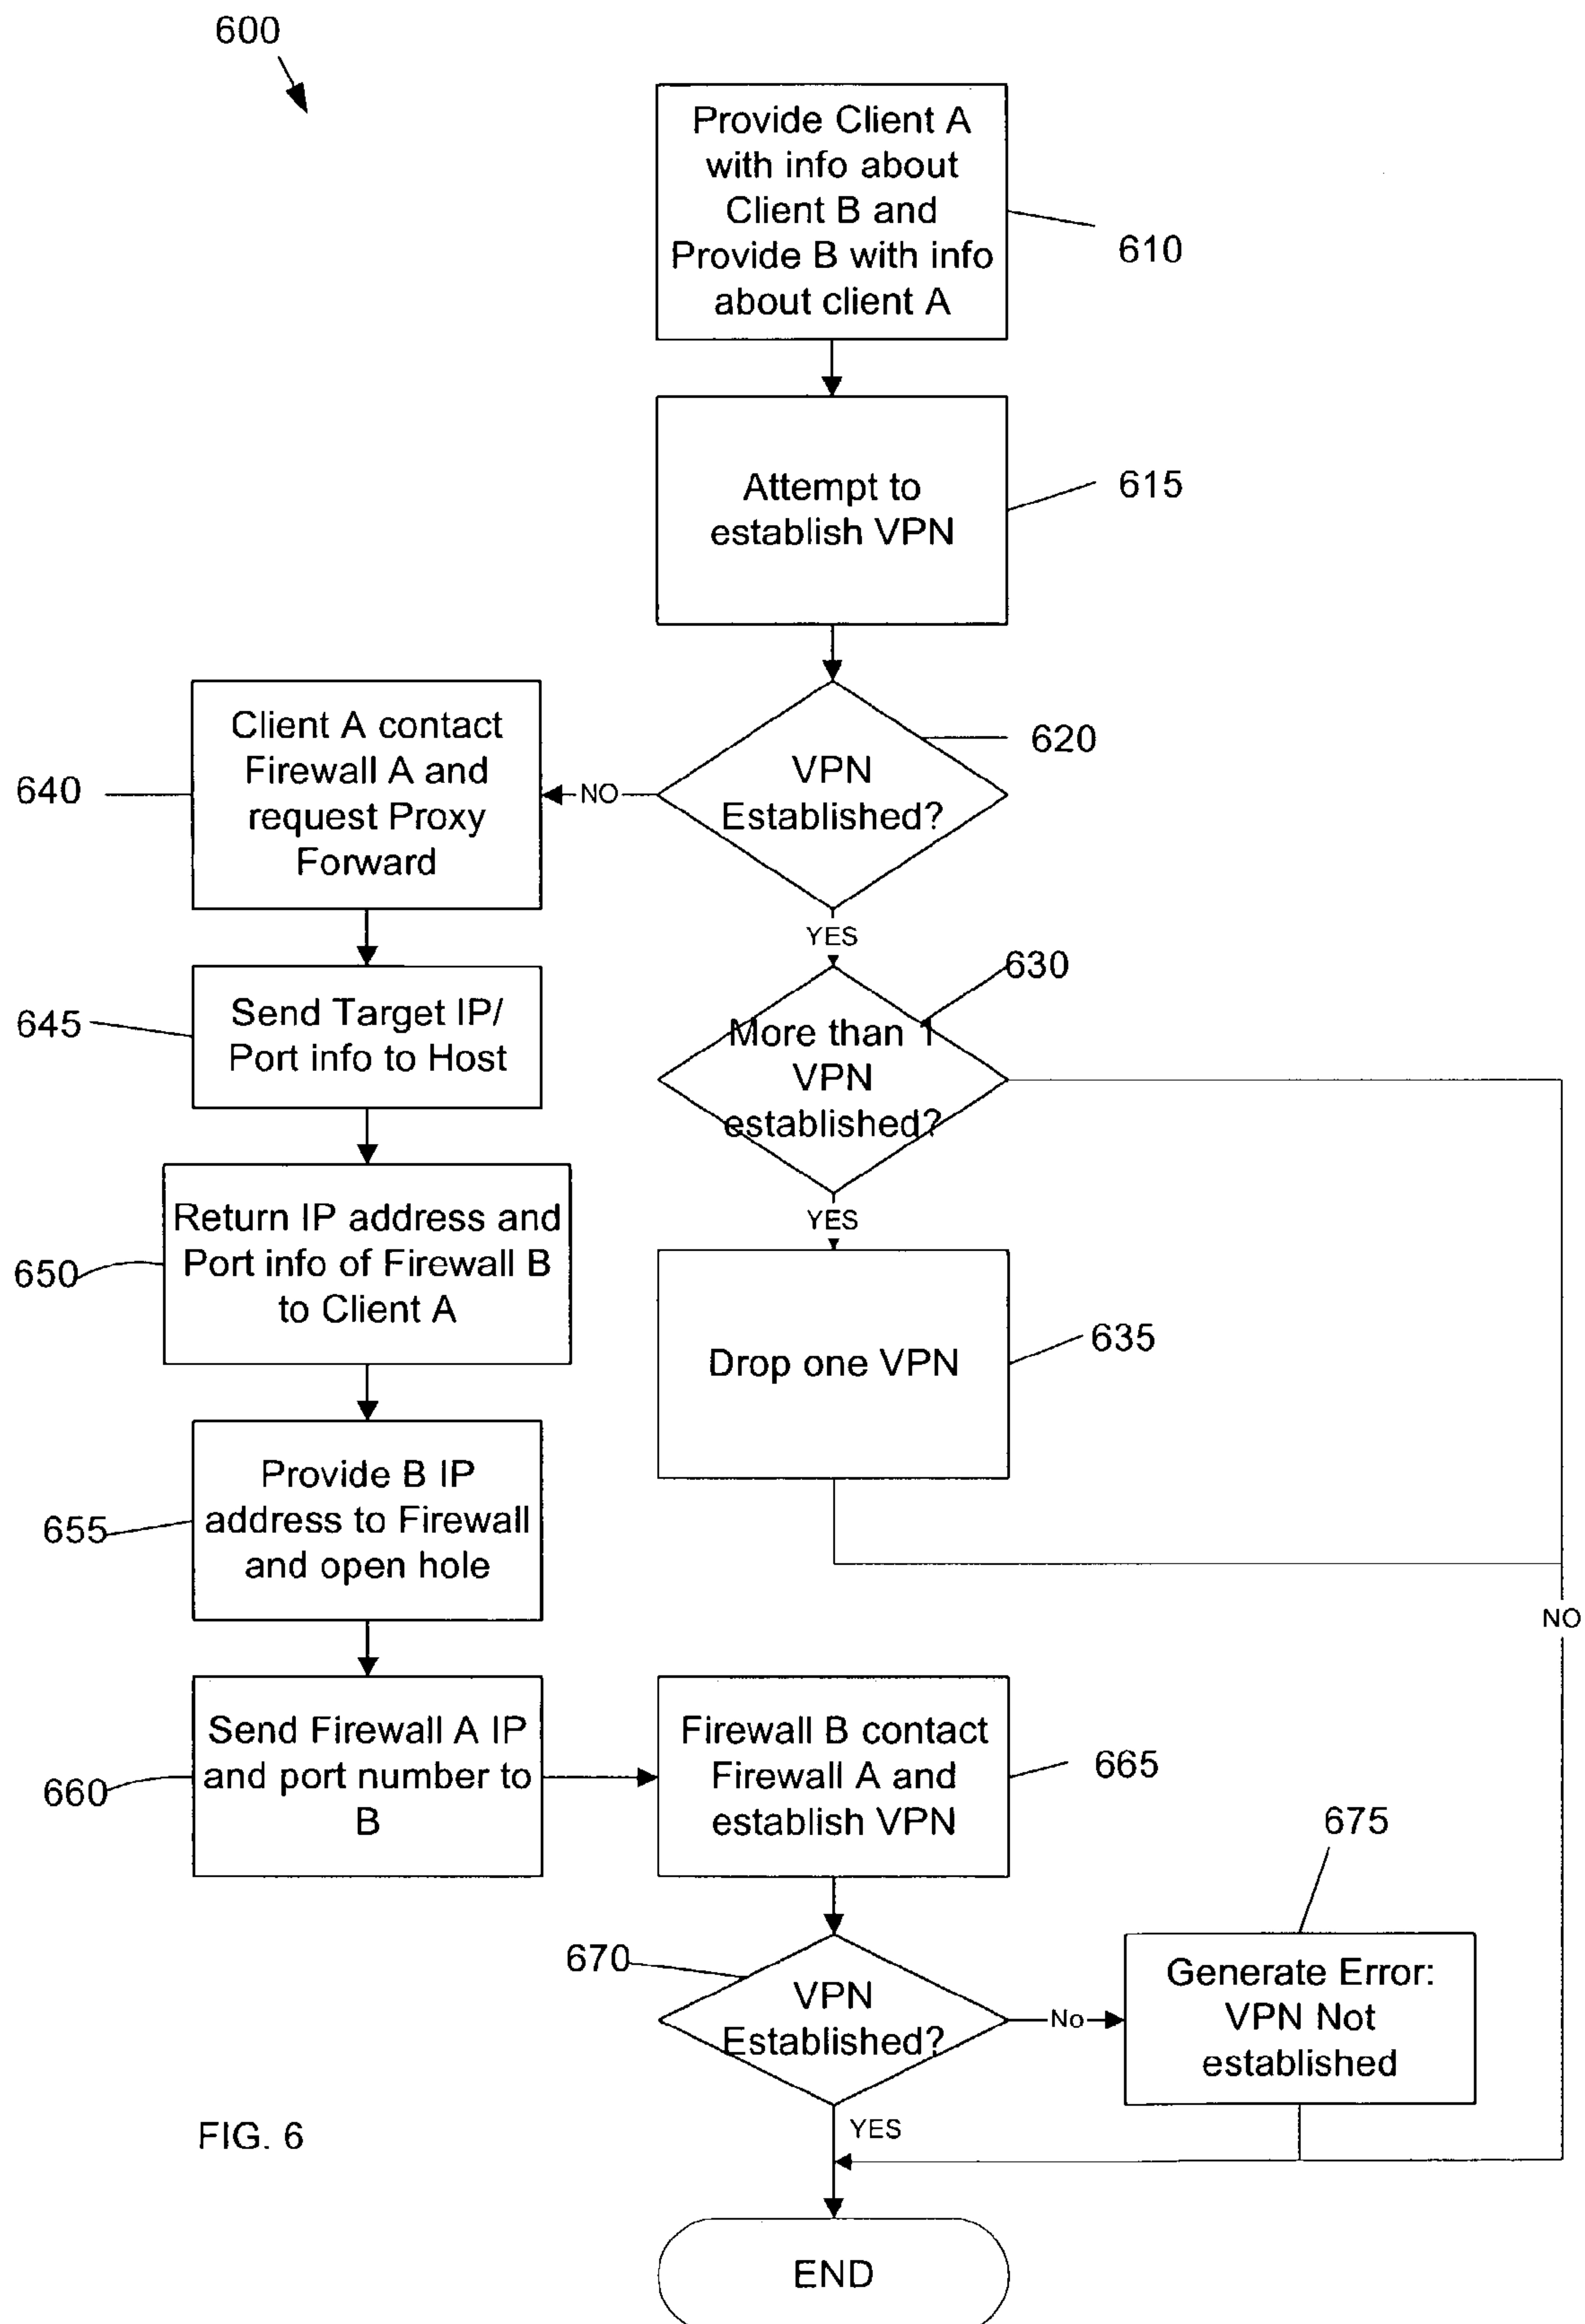 600
Provide Client A
with info about
Client B and
Provide B with info
about client A
610
Attempt to
establish VPN
615
VPN
Established?
620
NO
Client A contact
Firewall A and
request Proxy
Forward
640
YES
More than 1
VPN
established?
630
Send Target IP/
Port info to Host
645
YES
Return IP address and
Port info of Firewall B
to Client A
650
Drop one VPN
635
Provide B IP
address to Firewall
and open hole
655
NO
Send Firewall A IP
and port number to
B
660
Firewall B contact
Firewall A and
establish VPN
665
VPN
Established?
670
No
Generate Error:
VPN Not
established
675
YES
FIG. 6
END